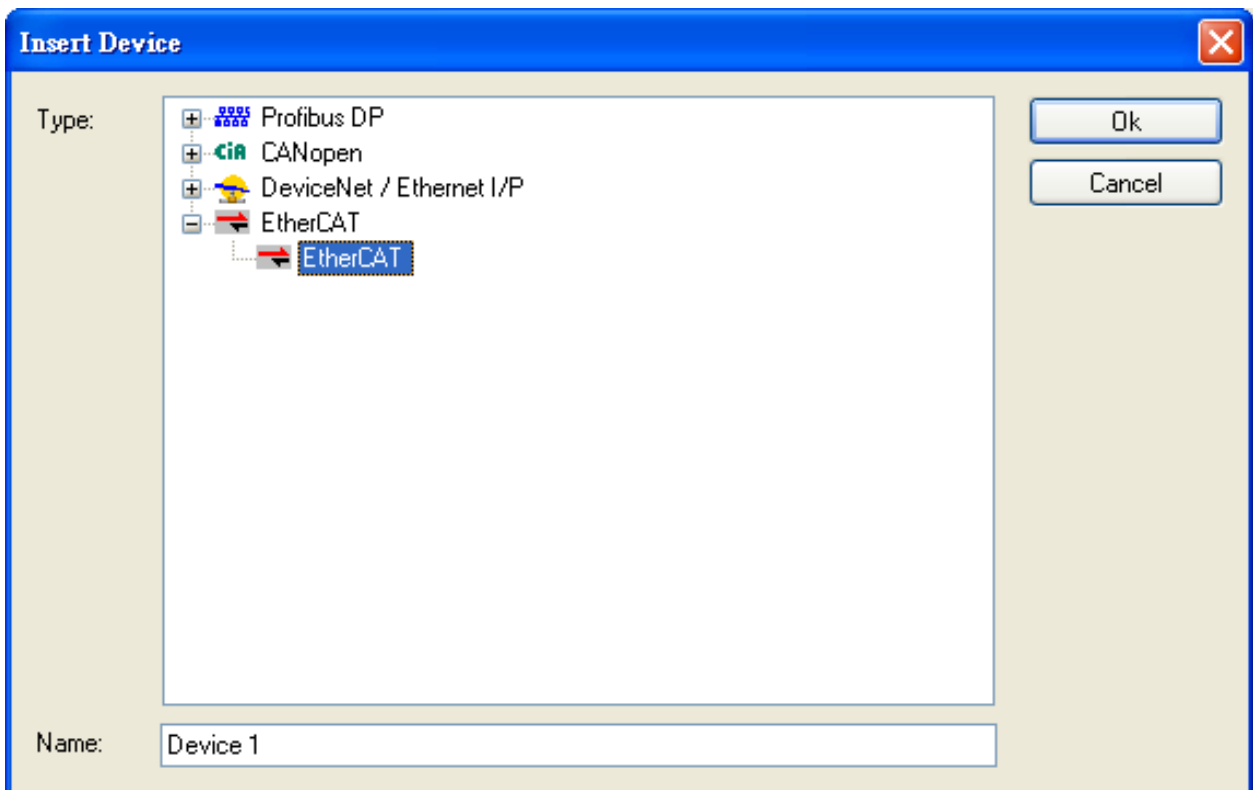 Insert Device
Type:
Profibus DP
CiA CANopen
DeviceNet / Ethernet I/P
EtherCAT
EtherCAT
Ok
Cancel
Name:
Device 1